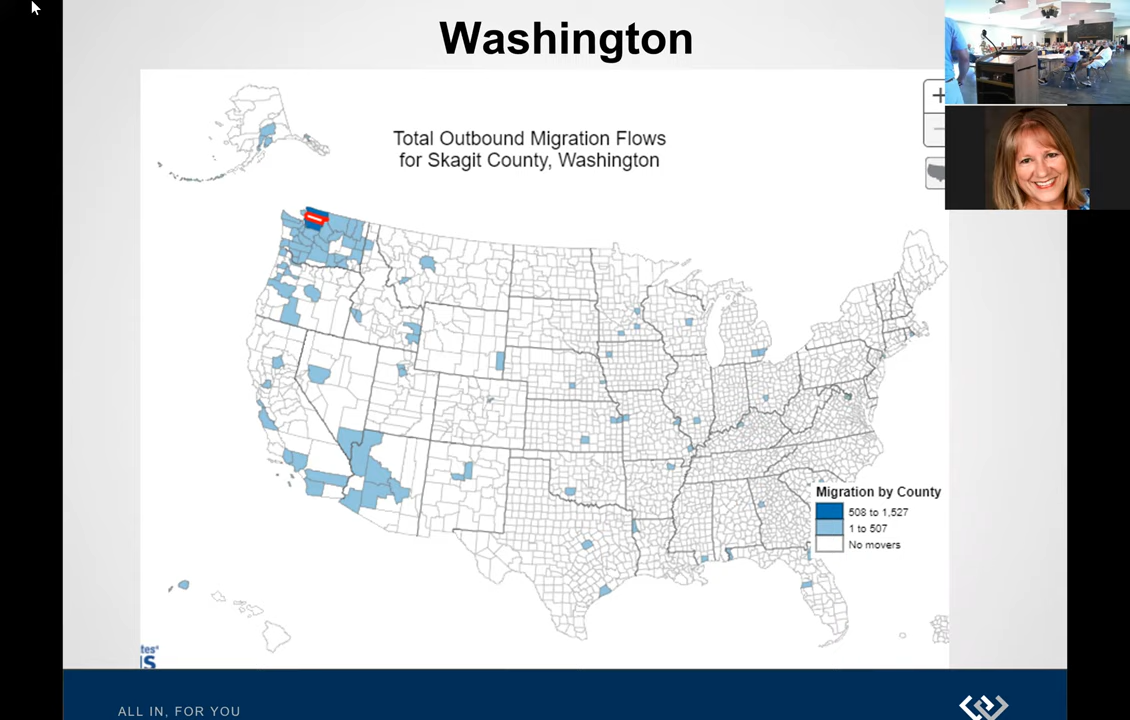 Washington
Total Outbound Migration Flows
for Skagit County, Washington
+
−
Migration by County
508 to 1,527
1 to 507
No movers
tes®
ALL IN, FOR YOU